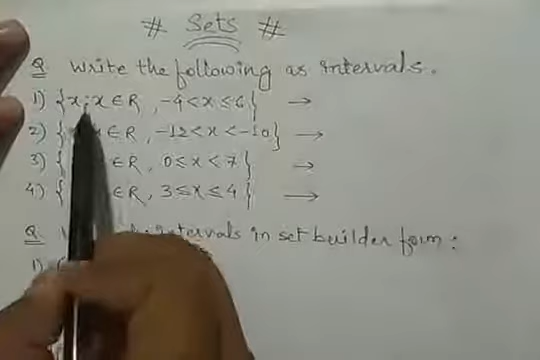 # Sets #
Q Write the following as intervals.
1) {x : x ∈ R, -4 < x ≤ 6} →
2) { ∈ R, -12 < x < -10} →
3) { ∈ R, 0 ≤ x < 7} →
4) { ∈ R, 3 ≤ x ≤ 4} →
Q intervals in set builder form :
1)